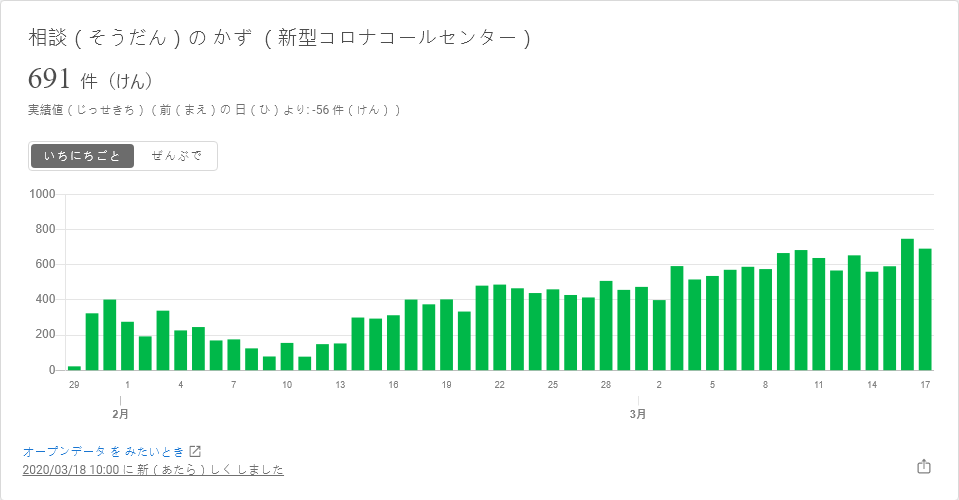 相談 ( そうだん ) の かず ( 新型コロナコールセンター )
691 件（けん）
実績値 ( じっせきち ) ( 前 ( まえ ) の 日 ( ひ ) より: -56 件 ( けん ) )
いちにちごと ぜんぶで
1000
800
600
400
200
0
29 1 4 7 10 13 16 19 22 25 28 2 5 8 11 14 17
2月 3月
オープンデータ を みたいとき
2020/03/18 10:00 に 新 ( あたら ) しく しました